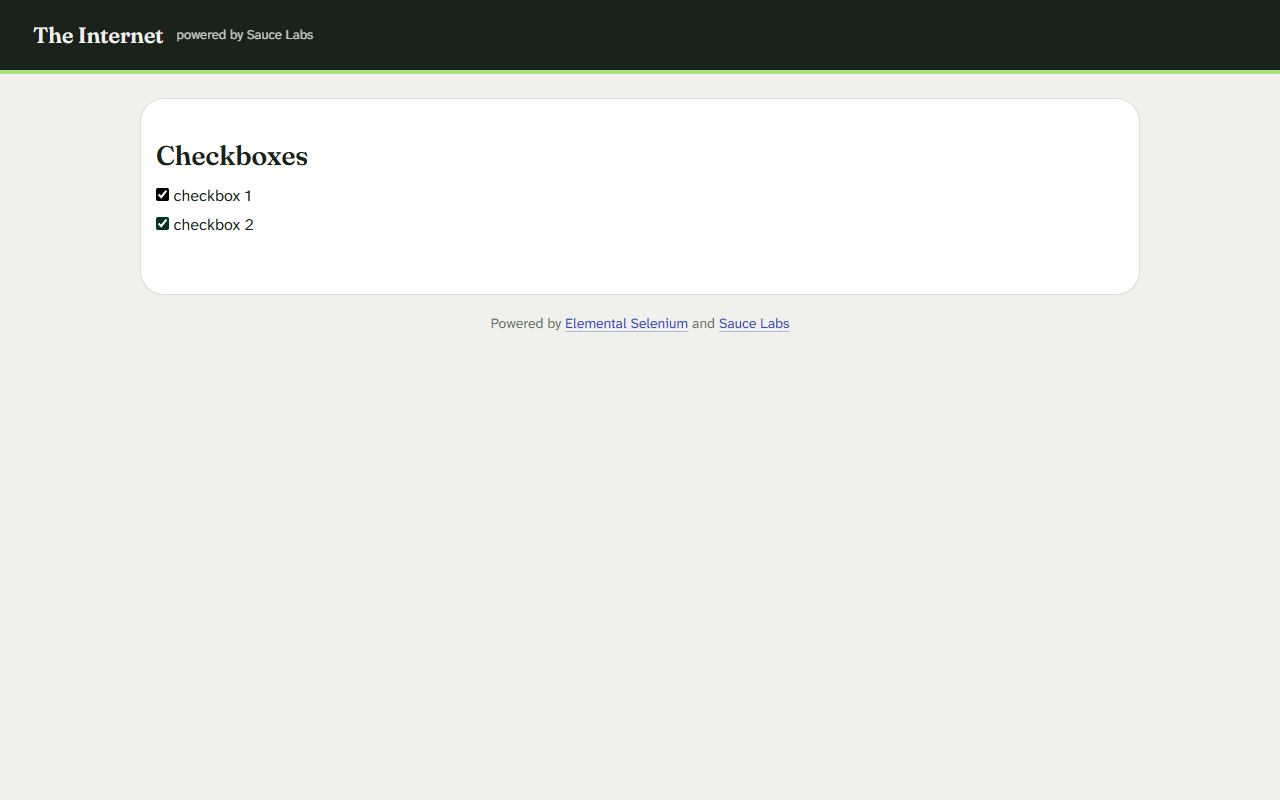 The Internet powered by Sauce Labs
Checkboxes
checkbox 1
checkbox 2
Powered by Elemental Selenium and Sauce Labs